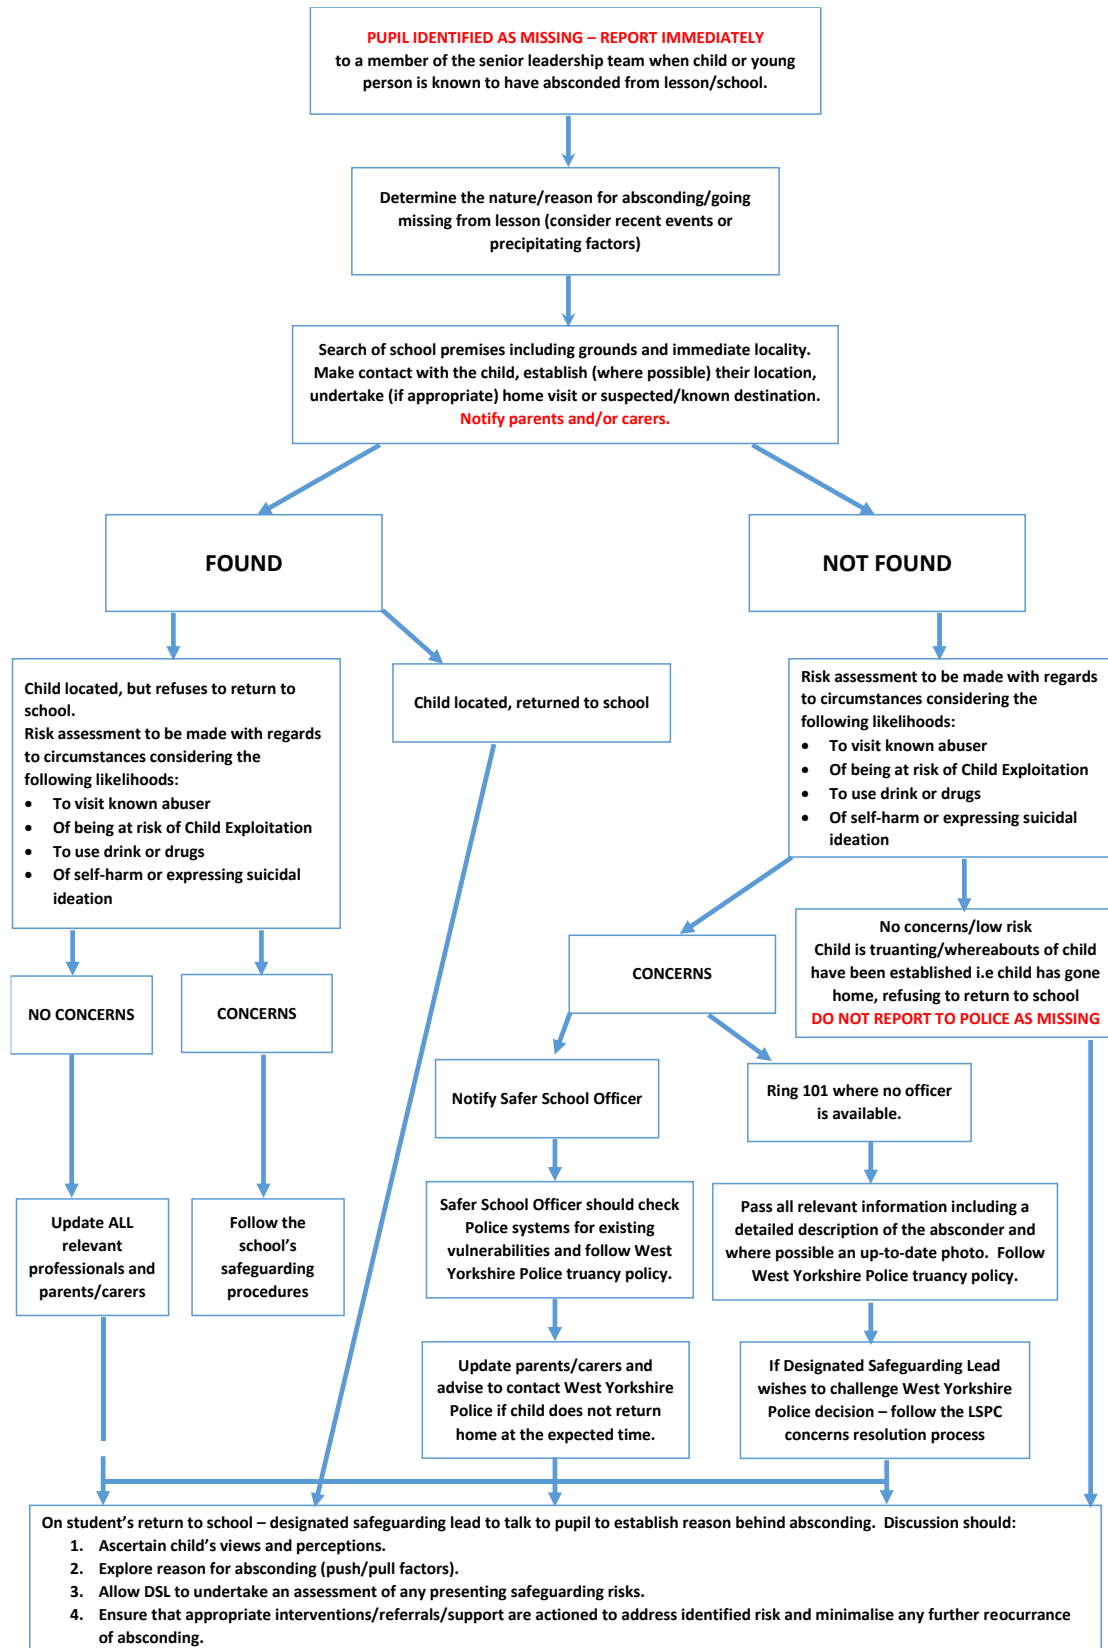 PUPIL IDENTIFIED AS MISSING – REPORT IMMEDIATELY
to a member of the senior leadership team when child or young
person is known to have absconded from lesson/school.
Determine the nature/reason for absconding/going
missing from lesson (consider recent events or
precipitating factors)
Search of school premises including grounds and immediate locality.
Make contact with the child, establish (where possible) their location,
undertake (if appropriate) home visit or suspected/known destination.
Notify parents and/or carers.
FOUND
NOT FOUND
Child located, but refuses to return to
school.
Risk assessment to be made with regards
to circumstances considering the
following likelihoods:
• To visit known abuser
• Of being at risk of Child Exploitation
• To use drink or drugs
• Of self-harm or expressing suicidal
ideation
Child located, returned to school
Risk assessment to be made with regards
to circumstances considering the
following likelihoods:
• To visit known abuser
• Of being at risk of Child Exploitation
• To use drink or drugs
• Of self-harm or expressing suicidal
ideation
NO CONCERNS
CONCERNS
CONCERNS
No concerns/low risk
Child is truanting/whereabouts of child
have been established i.e child has gone
home, refusing to return to school
DO NOT REPORT TO POLICE AS MISSING
Notify Safer School Officer
Ring 101 where no officer
is available.
Update ALL
relevant
professionals and
parents/carers
Follow the
school's
safeguarding
procedures
Safer School Officer should check
Police systems for existing
vulnerabilities and follow West
Yorkshire Police truancy policy.
Pass all relevant information including a
detailed description of the absconder and
where possible an up-to-date photo. Follow
West Yorkshire Police truancy policy.
Update parents/carers and
advise to contact West Yorkshire
Police if child does not return
home at the expected time.
If Designated Safeguarding Lead
wishes to challenge West Yorkshire
Police decision – follow the LSPC
concerns resolution process
On student's return to school – designated safeguarding lead to talk to pupil to establish reason behind absconding. Discussion should:
1. Ascertain child's views and perceptions.
2. Explore reason for absconding (push/pull factors).
3. Allow DSL to undertake an assessment of any presenting safeguarding risks.
4. Ensure that appropriate interventions/referrals/support are actioned to address identified risk and minimalise any further reocurrance
of absconding.